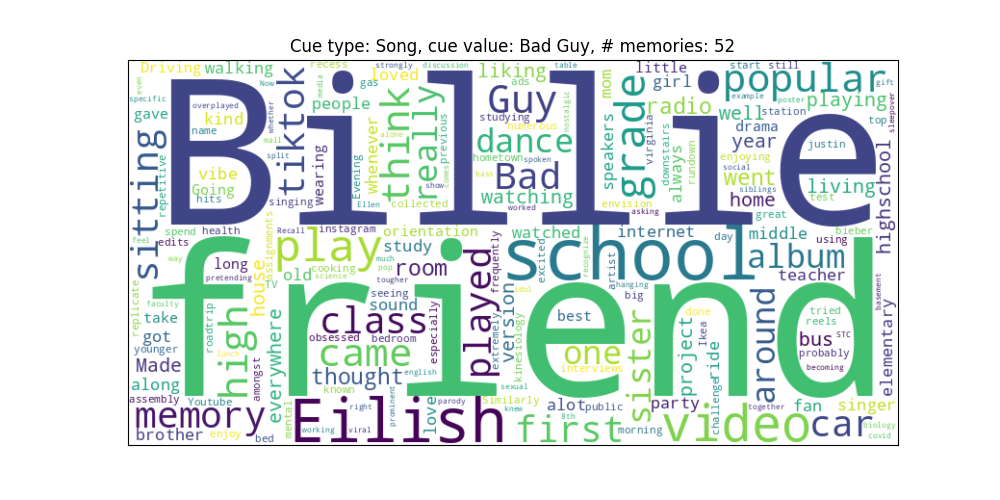 Cue type: Song, cue value: Bad Guy, # memories: 52
Driving walking recess strongly discussion table start still
even Now gas loved liking little popular
specific overplayed media ads mom girl example poster gift
gave kind people Guy radio well station playing
name tiktok think really studying numerous speakers grade virginia drama top sleepover
repetitive whether mall alone previous nostalgic downstairs year justin
sitting vibe split wearing whenever dance hometown spoken Bad always rundown enjoying
Going Evening show comes bass watching went social living
hits singing Ellen collected worked envision asking home siblings great test highschool
Billie
feel spend health Recall instagram orientation watched internet day middle using bieber
edits way assignments play study frequently excited recognize school album
long pretending house old cooking much pop room played artist hanging teacher
TV science tougher seeing sound version big
friend
replicate faculty roadtrip high obsessed class bedroom especially extremely kinesiology best sister project done Ikea around tried reels basement
take got everywhere came one interviews ride bus STC elementary
younger lunch amongst thought english idol probably
Made known sexual challenge becoming
along Youtube love parody Similarly alot public party together fan singer
assembly memory mental right prominent knew 8th first video car
brother enjoy bed working viral Eilish morning biology covid